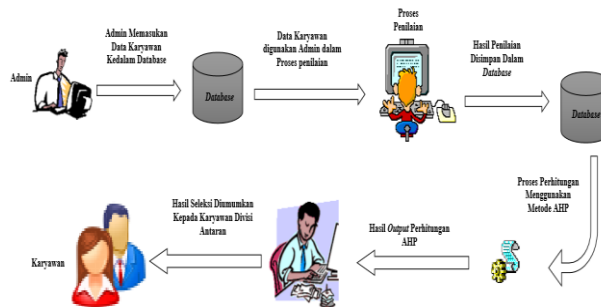 Admin
Admin Memasukan
Data Karyawan
Kedalam Database
Database
Data Karyawan
digunakan Admin dalam
Proses penilaian
Proses
Penilaian
Hasil Penilaian
Disimpan Dalam
Database
Database
Proses Perhitungan
Menggunakan
Metode AHP
Hasil Output Perhitungan
AHP
Hasil Seleksi Diumumkan
Kepada Karyawan Divisi
Antaran
Karyawan